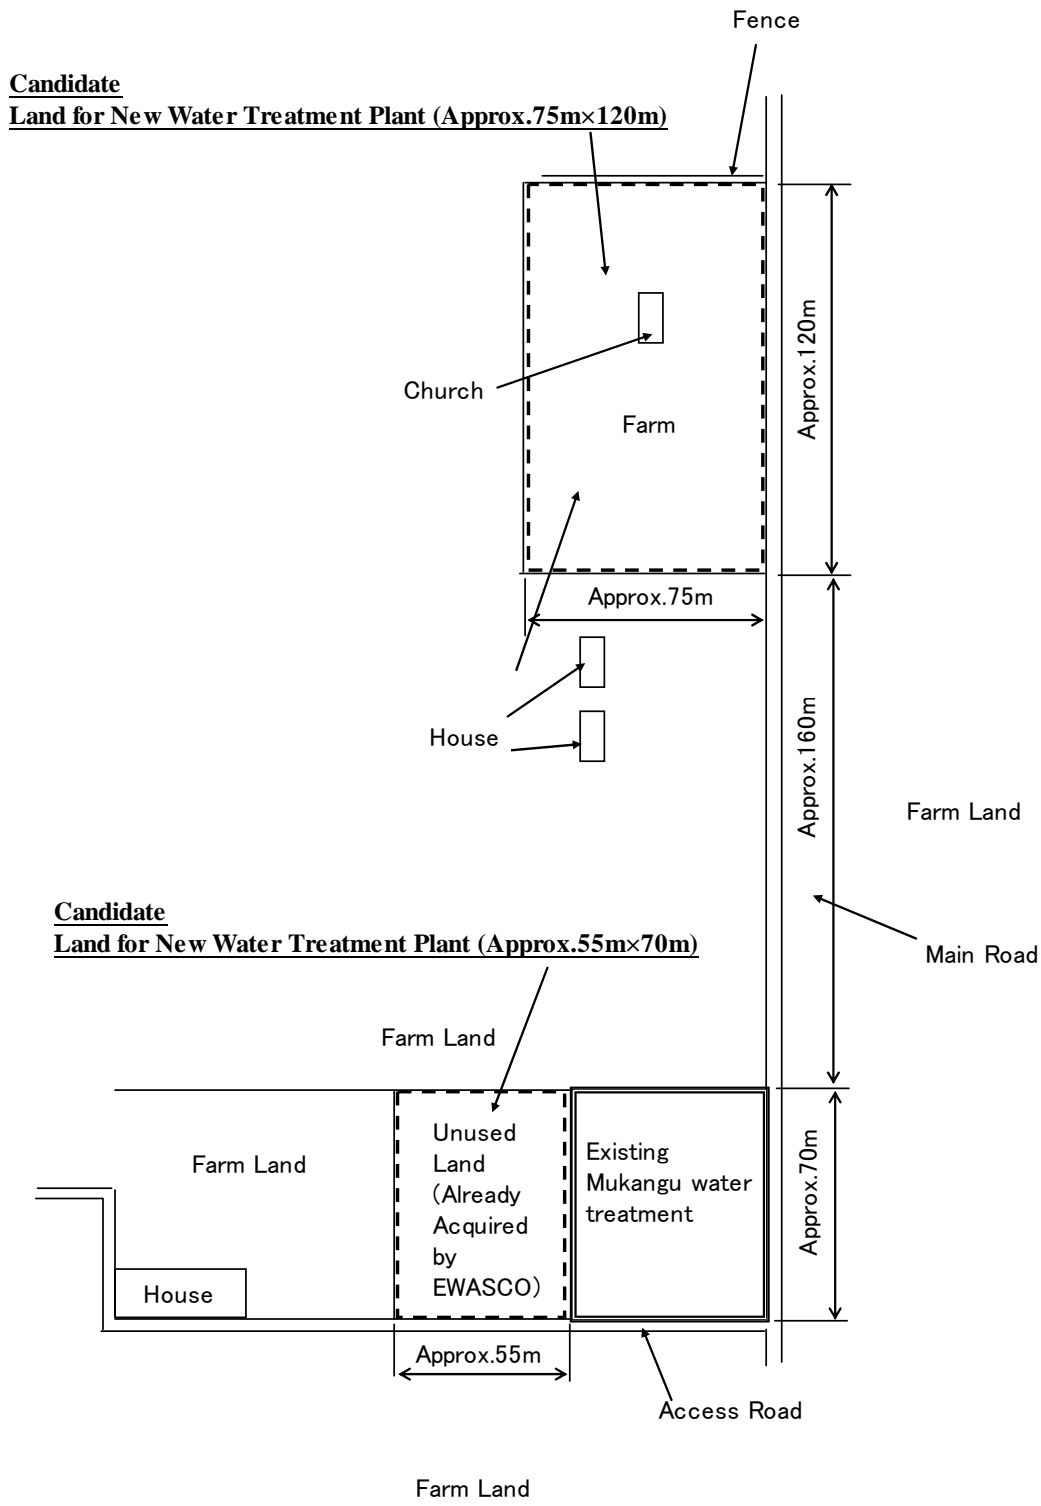 Fence
Candidate
Land for New Water Treatment Plant (Approx.75m×120m)
Approx.120m
Church
Farm
Approx.75m
House
Approx.160m
Farm Land
Candidate
Land for New Water Treatment Plant (Approx.55m×70m)
Main Road
Farm Land
Unused
Land
(Already
Acquired
by
EWASCO)
Existing
Mukangu water
treatment
Approx.70m
Farm Land
House
Approx.55m
Access Road
Farm Land